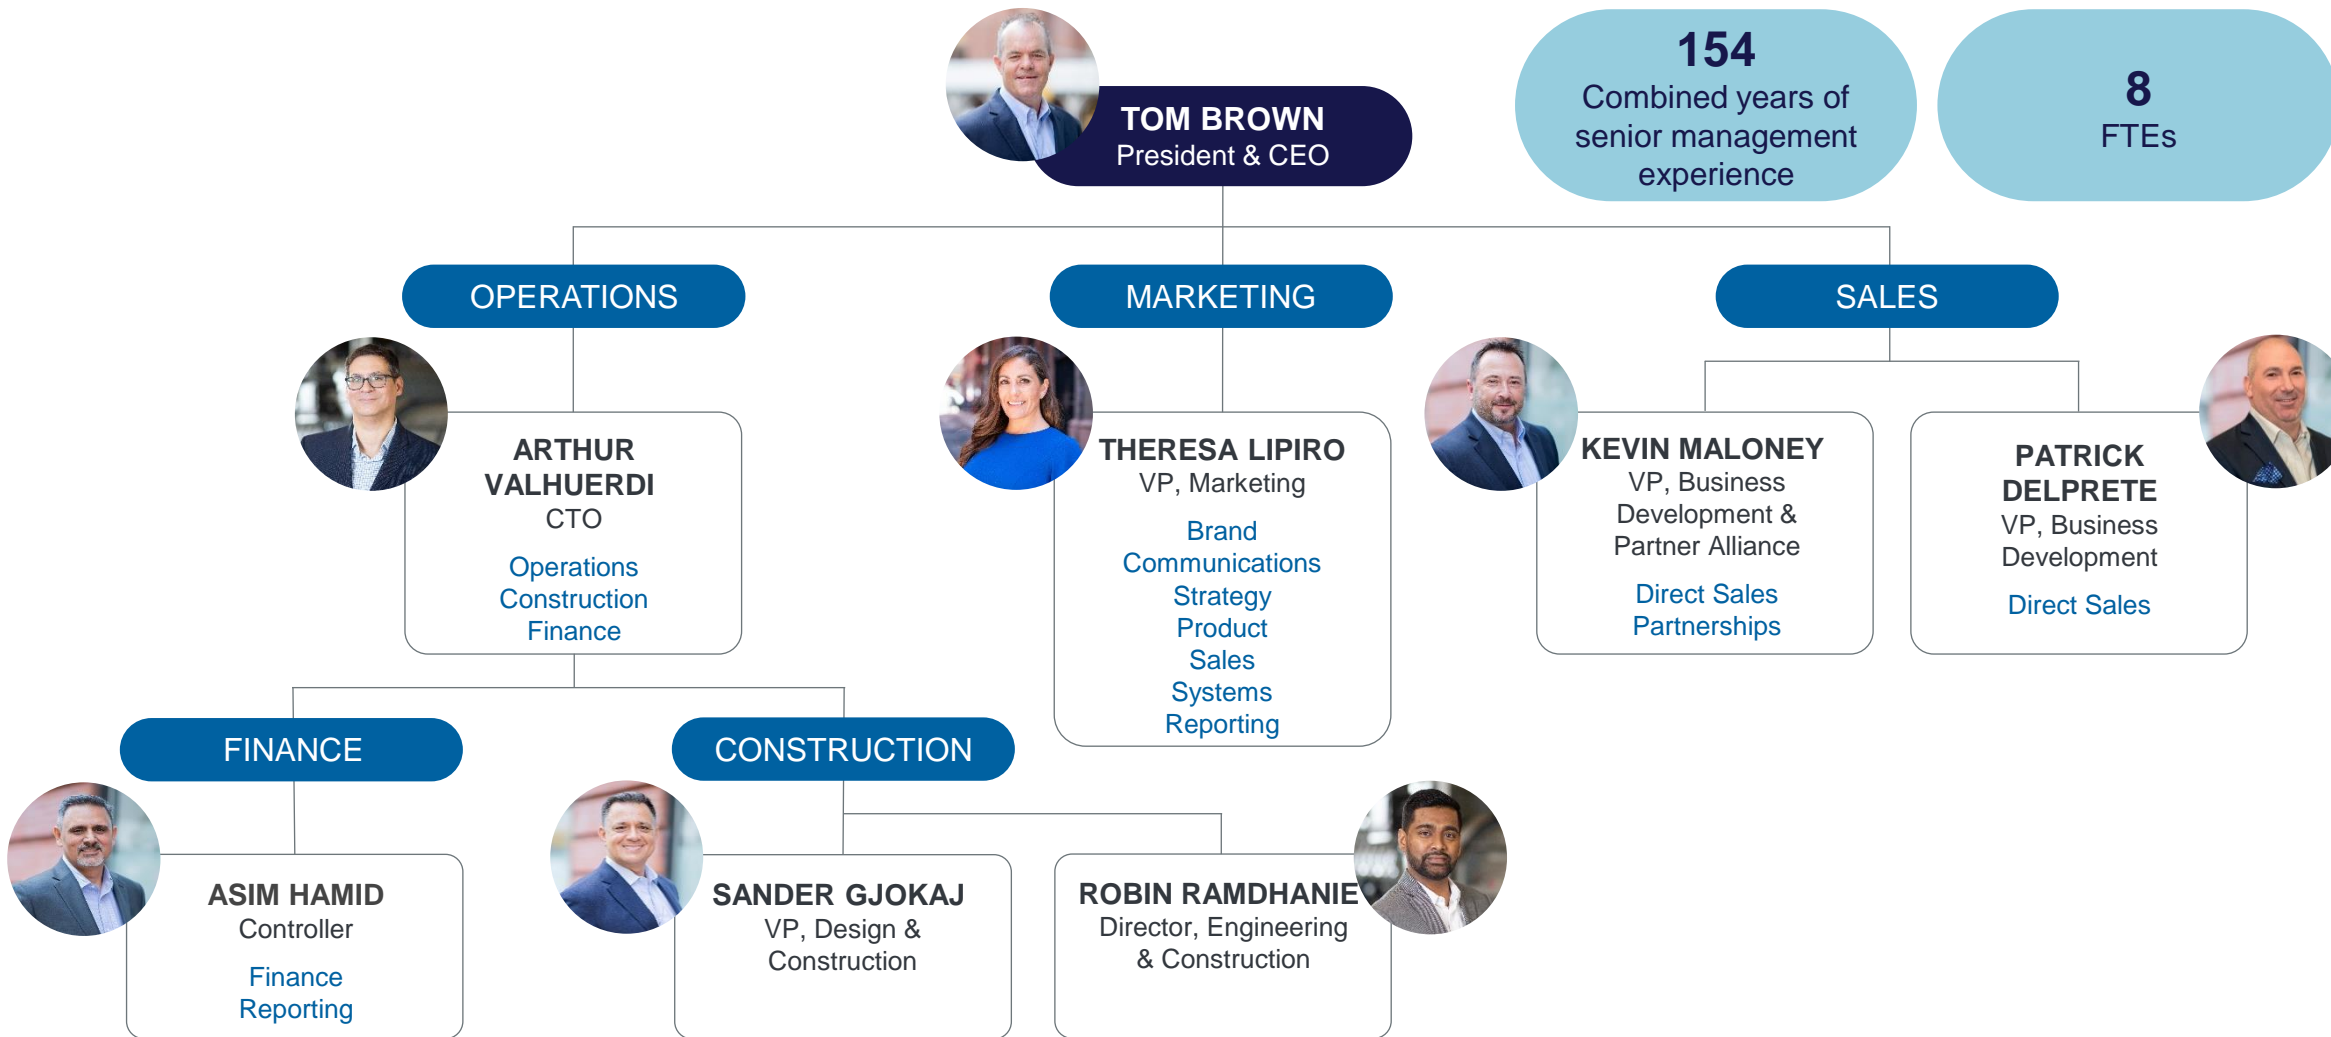 TOM BROWN
President & CEO
154
Combined years of
senior management
experience
8
FTEs
OPERATIONS
MARKETING
SALES
ARTHUR
VALHUERDI
CTO
Operations
Construction
Finance
THERESA LIPIRO
VP, Marketing
Brand
Communications
Strategy
Product
Sales
Systems
Reporting
KEVIN MALONEY
VP, Business
Development &
Partner Alliance
Direct Sales
Partnerships
PATRICK
DELPRETE
VP, Business
Development
Direct Sales
FINANCE
CONSTRUCTION
ASIM HAMID
Controller
Finance
Reporting
SANDER GJOKAJ
VP, Design &
Construction
ROBIN RAMDHANIE
Director, Engineering
& Construction